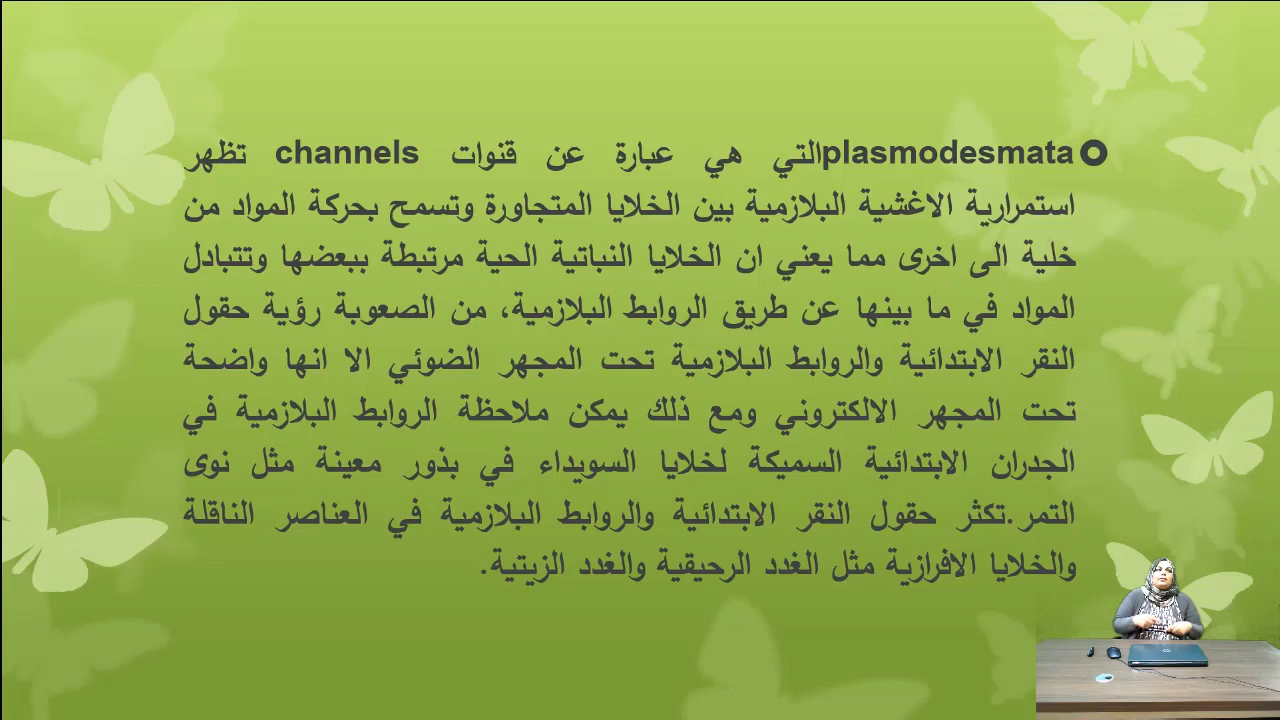 plasmodesmataالتي هي عبارة عن قنوات channels تظهر
استمرارية الاغشية البلازمية بين الخلايا المتجاورة وتسمح بحركة المواد من
خلية الى اخرى مما يعني ان الخلايا النباتية الحية مرتبطة ببعضها وتتبادل
المواد في ما بينها عن طريق الروابط البلازمية، من الصعوبة رؤية حقول
النقر الابتدائية والروابط البلازمية تحت المجهر الضوئي الا انها واضحة
تحت المجهر الالكتروني ومع ذلك يمكن ملاحظة الروابط البلازمية في
الجدران الابتدائية السميكة لخلايا السويداء في بذور معينة مثل نوى
التمر.تكثر حقول النقر الابتدائية والروابط البلازمية في العناصر الناقلة
والخلايا الافرازية مثل الغدد الرحيقية والغدد الزيتية.